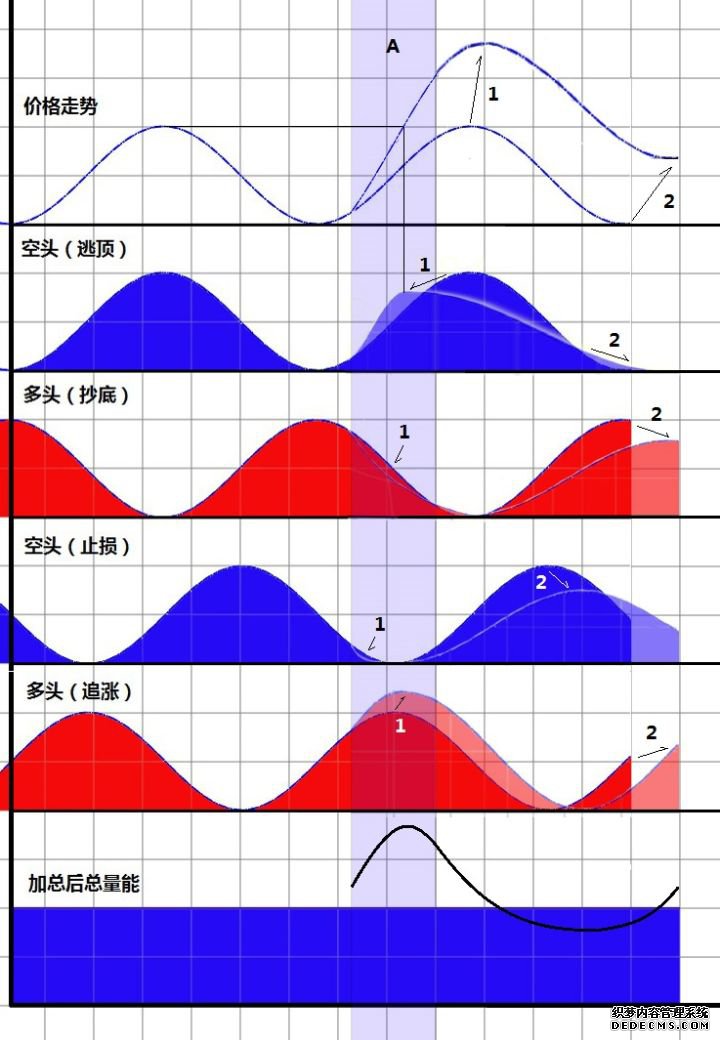 A
价格走势
1
2
空头（逃顶）
1
2
多头（抄底）
1
2
空头（止损）
1
2
多头（追涨）
1
2
加总后总量能
织梦内容管理系统
DEDECMS.COM